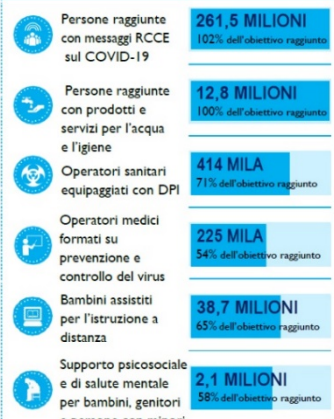 Persone raggiunte
con messaggi RCCE
sul COVID-19
261,5 MILIONI
102% dell'obiettivo raggiunto
Persone raggiunte
con prodotti e
servizi per l'acqua
e l'igiene
12,8 MILIONI
100% dell'obiettivo raggiunto
Operatori sanitari
equipaggiati con DPI
414 MILA
71% dell'obiettivo raggiunto
Operatori medici
formati su
prevenzione e
controllo del virus
225 MILA
54% dell'obiettivo raggiunto
Bambini assistiti
per l'istruzione a
distanza
38,7 MILIONI
65% dell'obiettivo raggiunto
Supporto psicosociale
e di salute mentale
per bambini, genitori
2,1 MILIONI
58% dell'obiettivo raggiunto